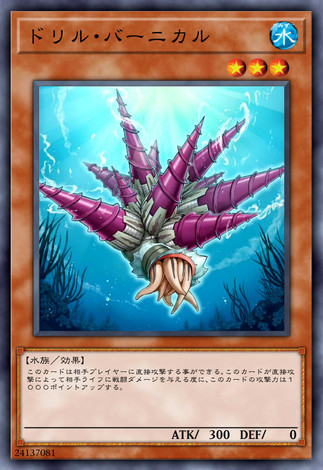 ドリル・バーニカル
水
【水族／効果】
このカードは相手プレイヤーに直接攻撃する事ができる。このカードが直接攻
撃によって相手ライフに戦闘ダメージを与える度に、このカードの攻撃力は１
０００ポイントアップする。
ATK/ 300 DEF/ 0
24137081